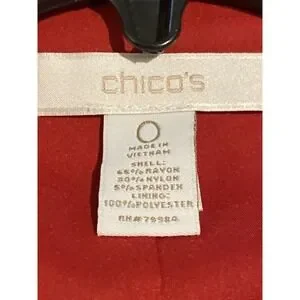 chico's
0
MADE IN
VIETNAM
SHELL:
65% RAYON
30% NYLON
5% SPANDEX
LINING:
100% POLYESTER
RN# 79984